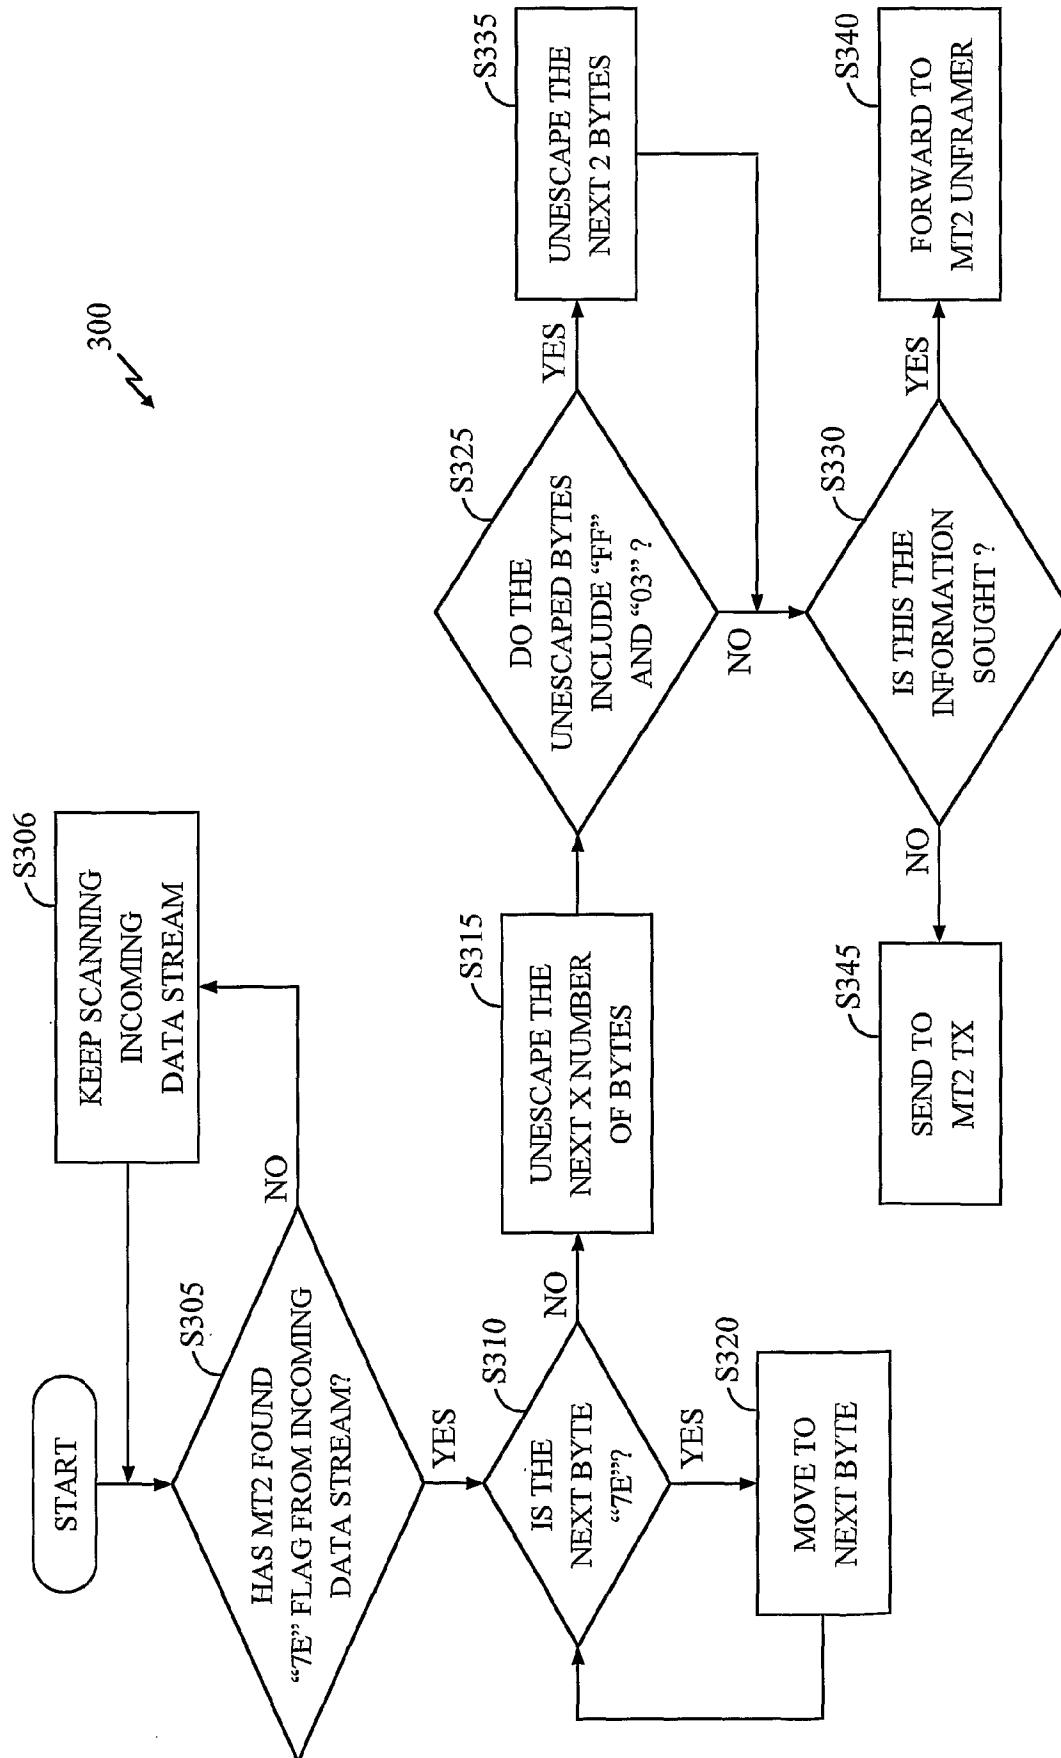 300
START
S306
KEEP SCANNING
INCOMING
DATA STREAM
S305
HAS MT2 FOUND
“7E” FLAG FROM INCOMING
DATA STREAM?
NO
YES
S310
IS THE
NEXT BYTE
“7E”?
NO
YES
S320
MOVE TO
NEXT BYTE
S315
UNESCAPE THE
NEXT X NUMBER
OF BYTES
S325
DO THE
UNESCAPED BYTES
INCLUDE “FF”
AND “03” ?
YES
NO
S335
UNESCAPE THE
NEXT 2 BYTES
S330
IS THIS THE
INFORMATION
SOUGHT ?
YES
NO
S340
FORWARD TO
MT2 UNFRAMER
S345
SEND TO
MT2 TX